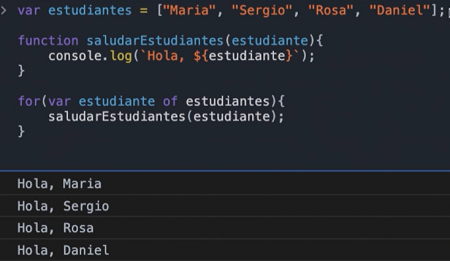 > var estudiantes = ["Maria", "Sergio", "Rosa", "Daniel"];
function saludarEstudiantes(estudiante){
console.log(`Hola, ${estudiante}`);
}
for(var estudiante of estudiantes){
saludarEstudiantes(estudiante);
}
Hola, Maria
Hola, Sergio
Hola, Rosa
Hola, Daniel